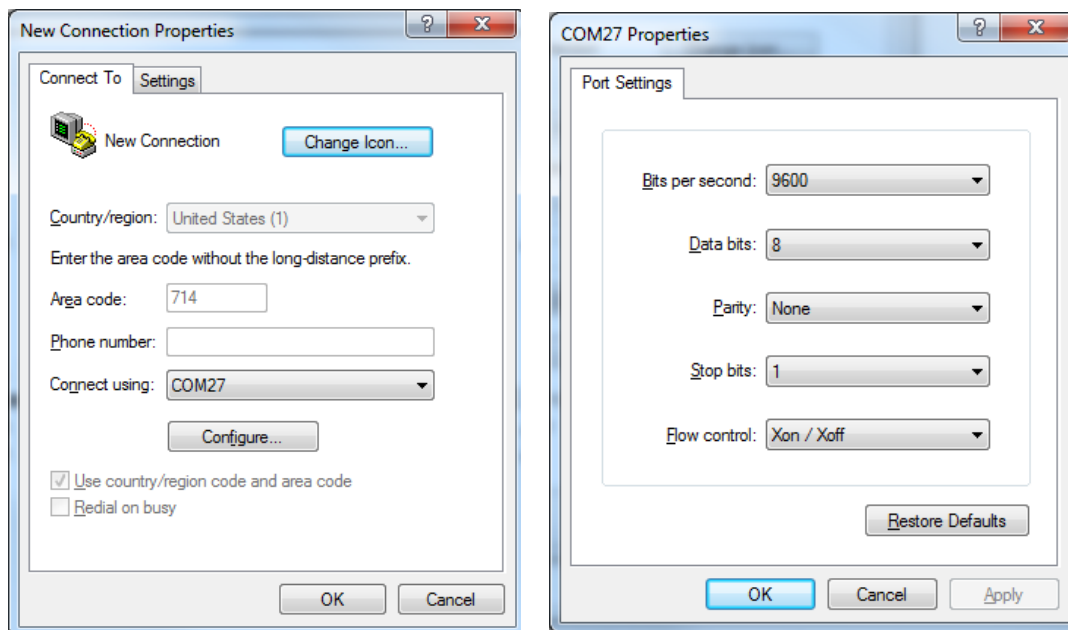 New Connection Properties
?
X
Connect To
Settings
New Connection
Change Icon...
Country/region:
United States (1)
Enter the area code without the long-distance prefix.
Area code:
714
Phone number:
Connect using:
COM27
Configure...
Use country/region code and area code
Redial on busy
OK
Cancel
COM27 Properties
?
X
Port Settings
Bits per second:
9600
Data bits:
8
Parity:
None
Stop bits:
1
Flow control:
Xon / Xoff
Restore Defaults
OK
Cancel
Apply